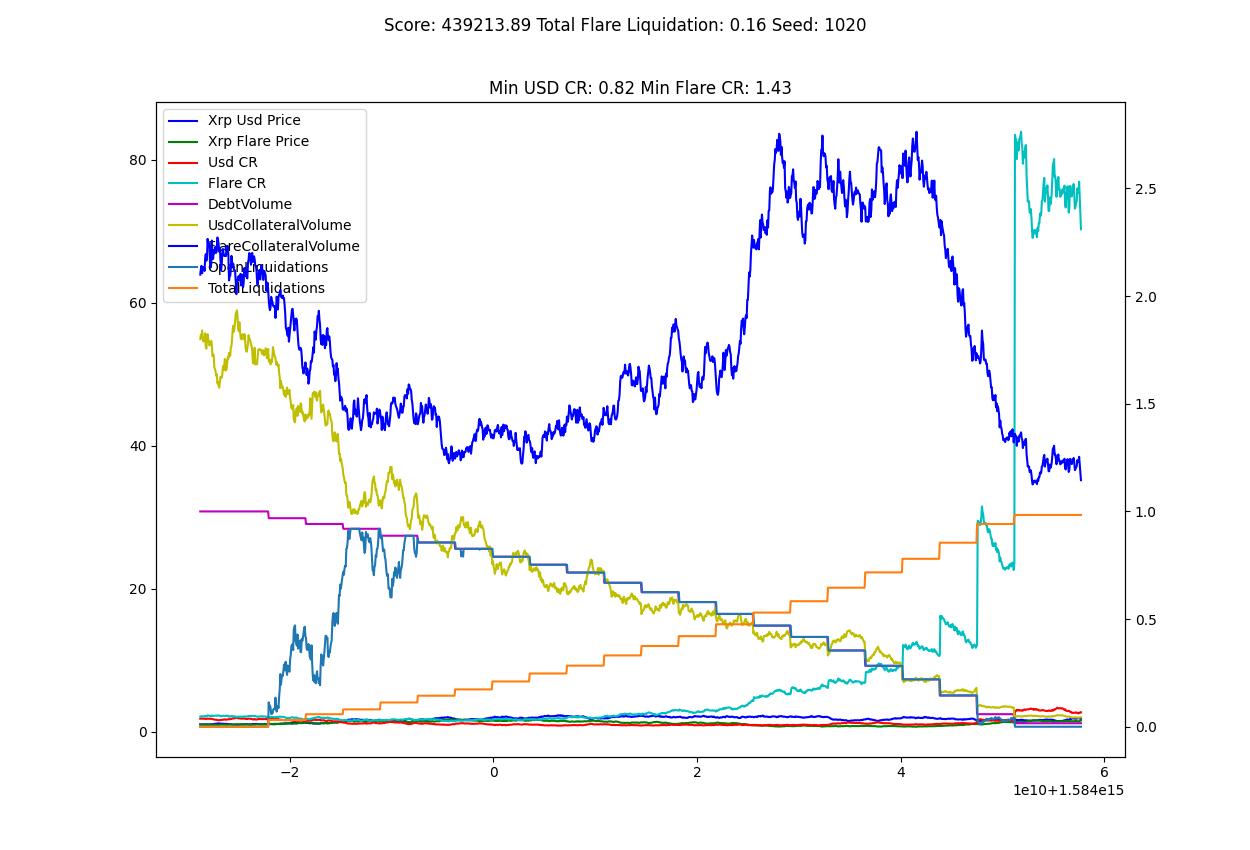 Score: 439213.89 Total Flare Liquidation: 0.16 Seed: 1020
Min USD CR: 0.82 Min Flare CR: 1.43
Xrp Usd Price
Xrp Flare Price
Usd CR
Flare CR
DebtVolume
UsdCollateralVolume
FlareCollateralVolume
OpenLiquidations
TotalLiquidations
80
60
40
20
0
2.5
2.0
1.5
1.0
0.5
0.0
−2
0
2
4
6
1e10+1.584e15